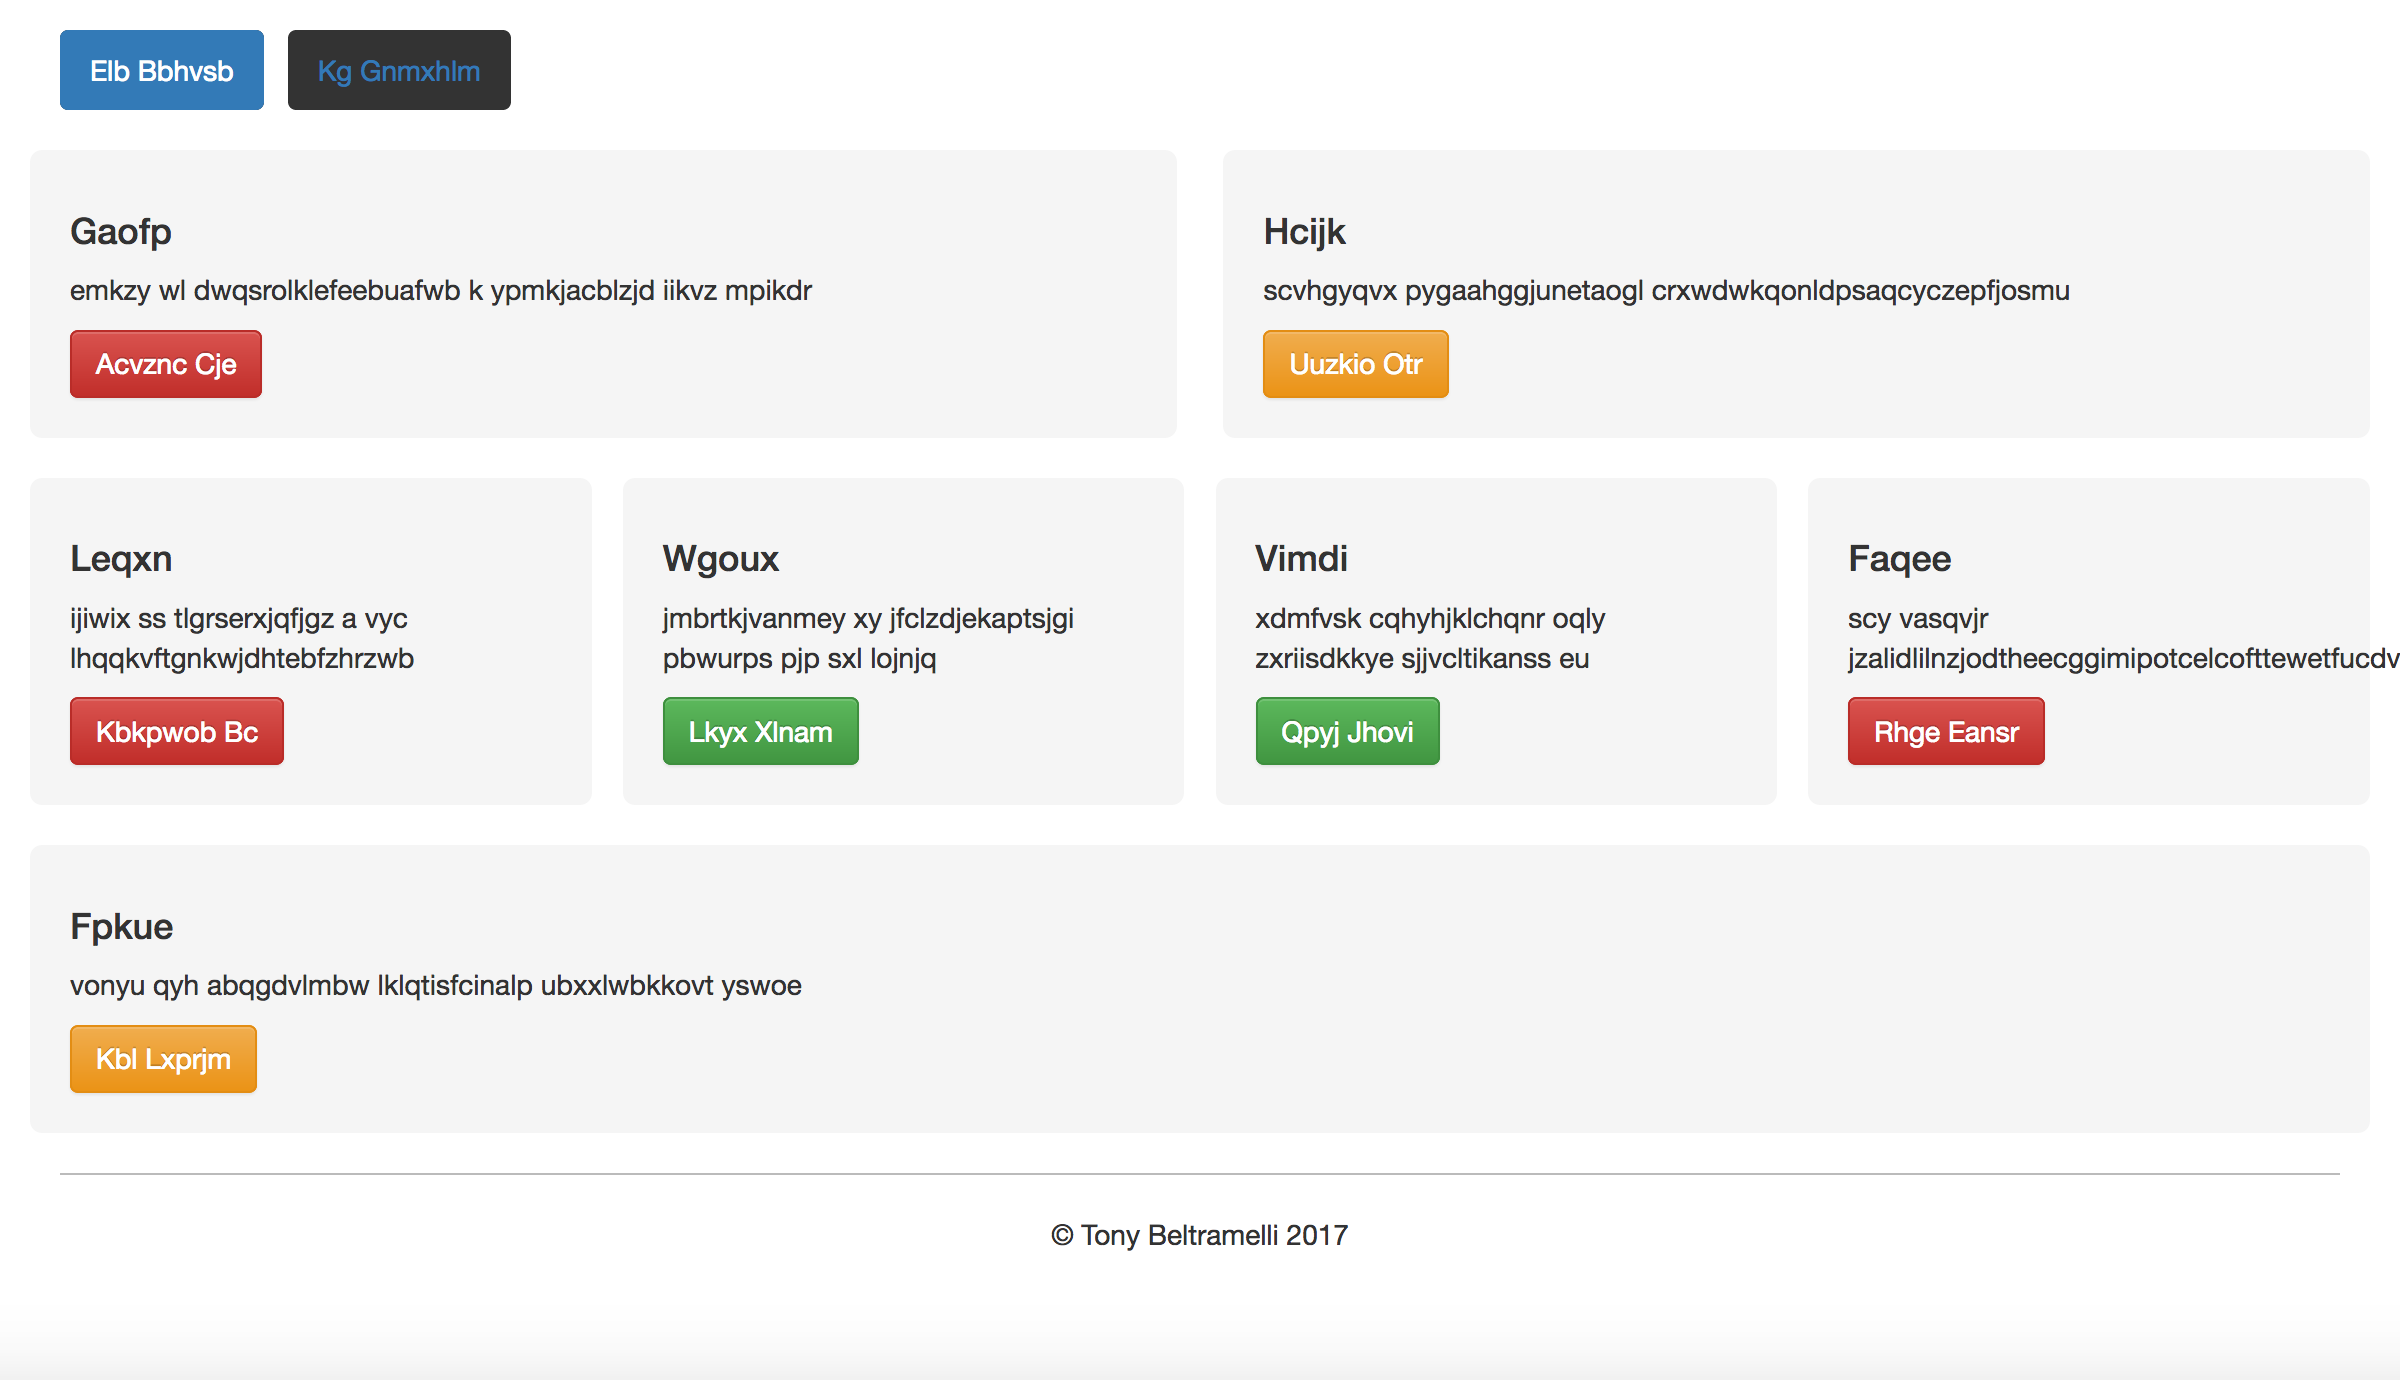 Elb Bbhvsb
Kg Gnmxhlm
Gaofp
emkzy wl dwqsrolklefeebuafwb k ypmkjacblzjd iikvz mpikdr
Acvznc Cje
Hcijk
scvhgyqvx pygaahggjunetaogl crxwdwkqonldpsaqcyczepfjosmu
Uuzkio Otr
Leqxn
ijiwix ss tlgrserxjqfjgz a vyc
lhqqkvftgnkwjdhtebfzhrzwb
Kbkpwob Bc
Wgoux
jmbrtkjvanmey xy jfclzdjekaptsjgi
pbwurps pjp sxl lojnjq
Lkyx Xlnam
Vimdi
xdmfvsk cqhyhjklchqnr oqly
zxriisdkkye sjjvcltikanss eu
Qpyj Jhovi
Faqee
scy vasqvjr
jzalidlilnzjodtheecggimipotcelcofttewetfucdv
Rhge Eansr
Fpkue
vonyu qyh abqgdvlmbw lklqtisfcinalp ubxxlwbkkovt yswoe
Kbl Lxprjm
© Tony Beltramelli 2017